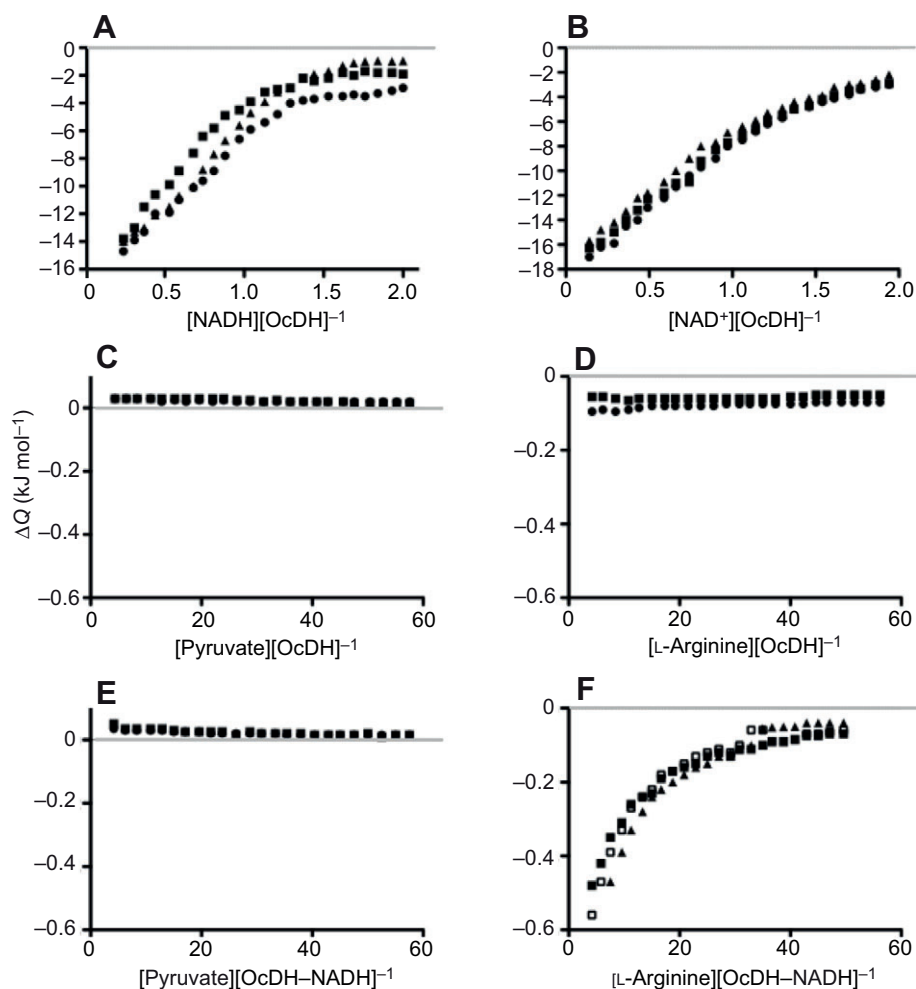 A
B
0
–2
–4
–6
–8
–10
–12
–14
–16
0 0.5 1.0 1.5 2.0
[NADH][OcDH]⁻¹
0
–2
–4
–6
–8
–10
–12
–14
–16
–18
0 0.5 1.0 1.5 2.0
[NAD⁺][OcDH]⁻¹
C
D
ΔQ (kJ mol⁻¹)
0
–0.2
–0.4
–0.6
0 20 40 60
[Pyruvate][OcDH]⁻¹
0
–0.2
–0.4
–0.6
0 20 40 60
[L-Arginine][OcDH]⁻¹
E
F
0
–0.2
–0.4
–0.6
0 20 40 60
[Pyruvate][OcDH–NADH]⁻¹
0
–0.2
–0.4
–0.6
0 20 40 60
[L-Arginine][OcDH–NADH]⁻¹